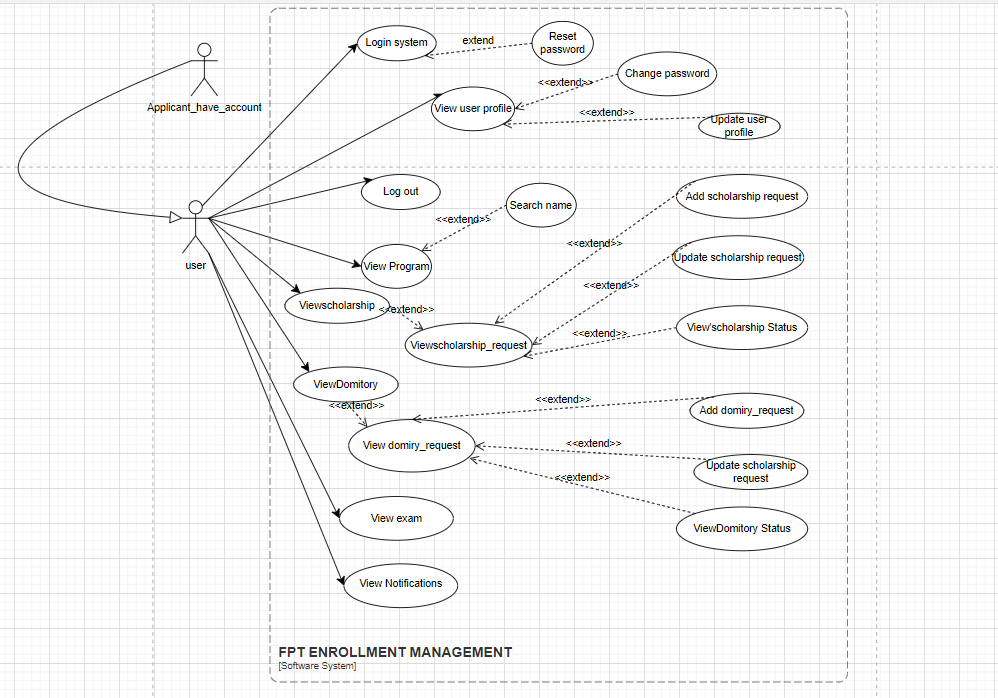 Login system
extend
Reset
password
Applicant_have_account
Change password
<<extend>>
View user profile
<<extend>>
Update user
profile
Log out
Search name
<<extend>>
Add scholarship request
user
<<extend>>
View Program
Update scholarship request
<<extend>>
Viewscholarship
<<extend>>
View'scholarship Status
<<extend>>
Viewscholarship_request
ViewDomitory
<<extend>>
<<extend>>
Add domiry_request
View domiry_request
<<extend>>
Update scholarship
request
<<extend>>
View exam
ViewDomitory Status
View Notifications
FPT ENROLLMENT MANAGEMENT
[Software System]